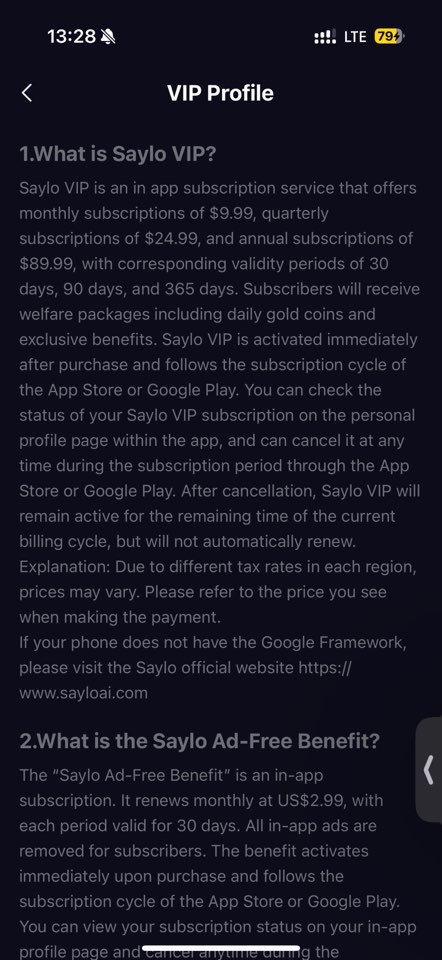 13:28
LTE
79
VIP Profile
1.What is Saylo VIP?
Saylo VIP is an in app subscription service that offers
monthly subscriptions of $9.99, quarterly
subscriptions of $24.99, and annual subscriptions of
$89.99, with corresponding validity periods of 30
days, 90 days, and 365 days. Subscribers will receive
welfare packages including daily gold coins and
exclusive benefits. Saylo VIP is activated immediately
after purchase and follows the subscription cycle of
the App Store or Google Play. You can check the
status of your Saylo VIP subscription on the personal
profile page within the app, and can cancel it at any
time during the subscription period through the App
Store or Google Play. After cancellation, Saylo VIP will
remain active for the remaining time of the current
billing cycle, but will not automatically renew.
Explanation: Due to different tax rates in each region,
prices may vary. Please refer to the price you see
when making the payment.
If your phone does not have the Google Framework,
please visit the Saylo official website https://
www.sayloai.com
2.What is the Saylo Ad-Free Benefit?
The “Saylo Ad-Free Benefit” is an in-app
subscription. It renews monthly at US$2.99, with
each period valid for 30 days. All in-app ads are
removed for subscribers. The benefit activates
immediately upon purchase and follows the
subscription cycle of the App Store or Google Play.
You can view your subscription status on your in-app
profile page and cancel anytime during the